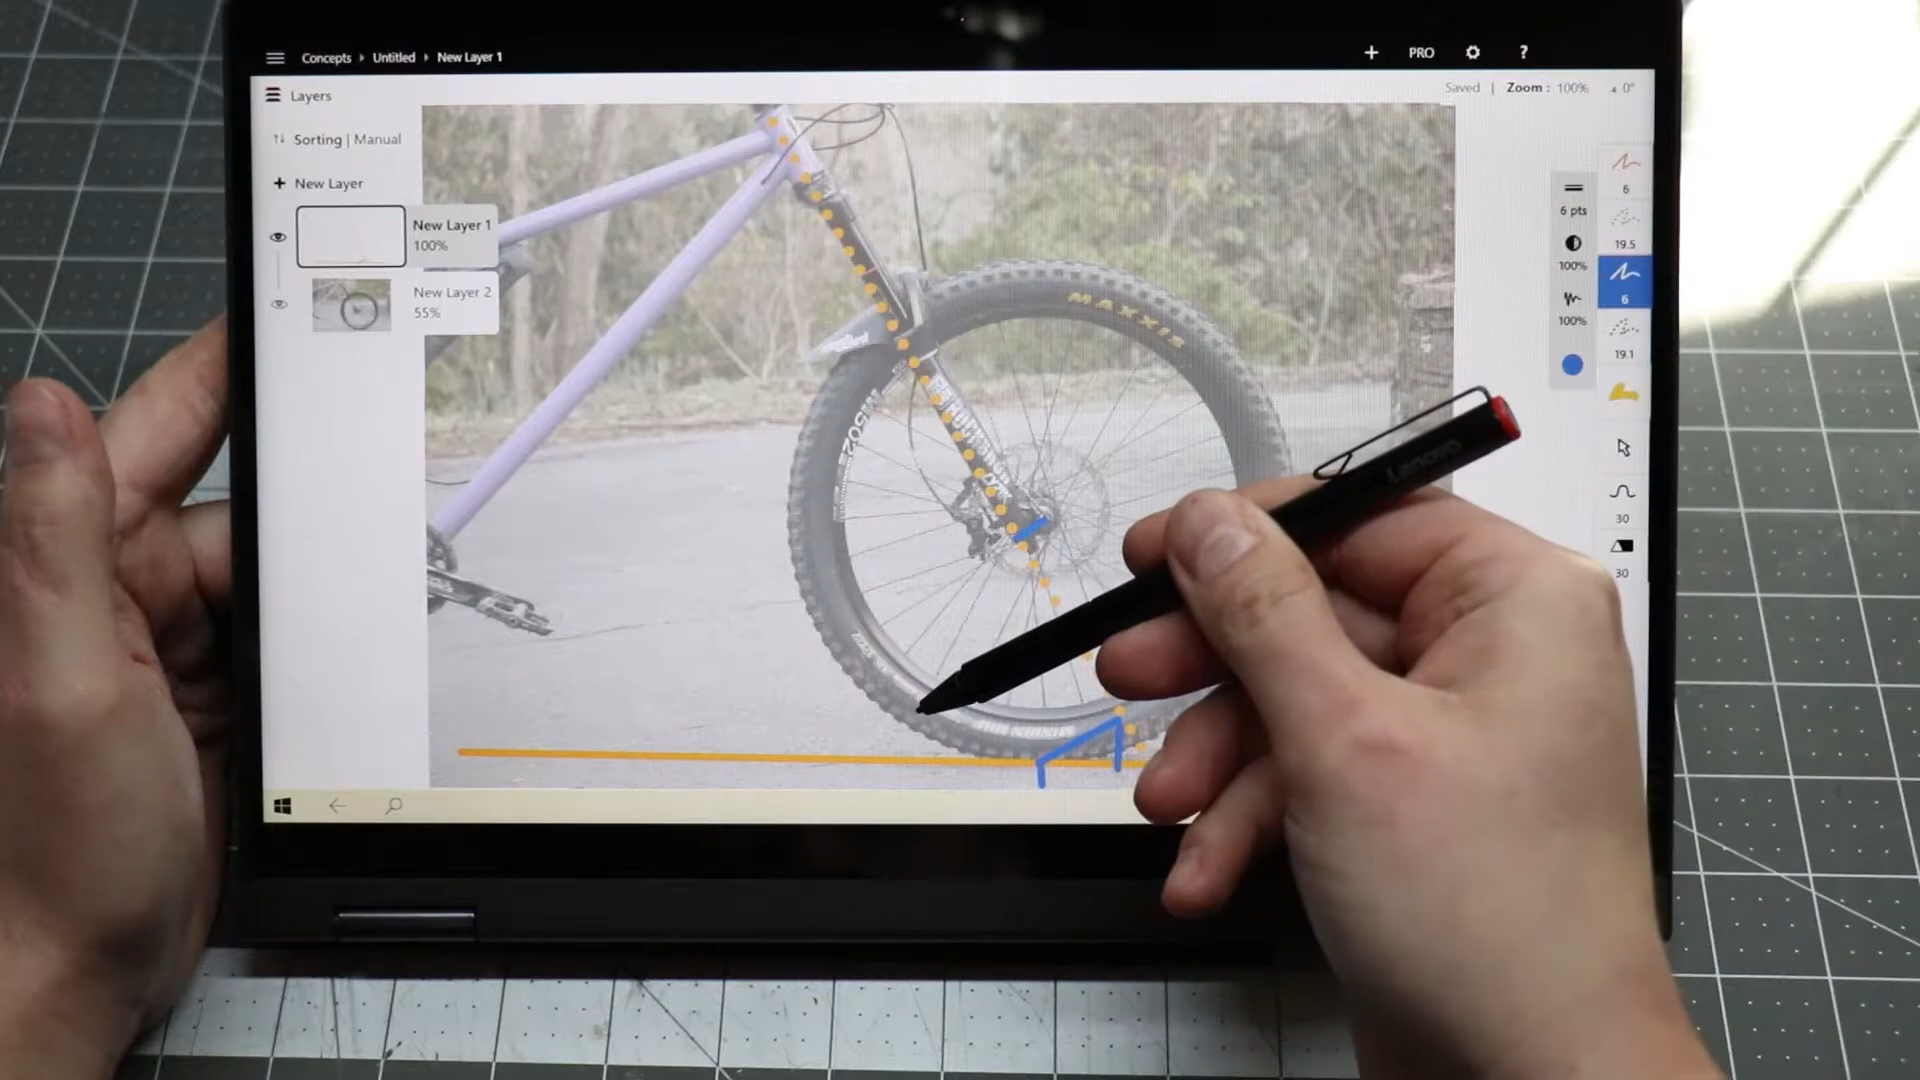 Concepts › Untitled › New Layer 1
PRO
?
Layers
Saved | Zoom : 100% 0°
Sorting | Manual
New Layer
New Layer 1
100%
New Layer 2
55%
6
6 pts
19.5
100%
6
100%
19.1
30
30
MAXXIS
Lenovo